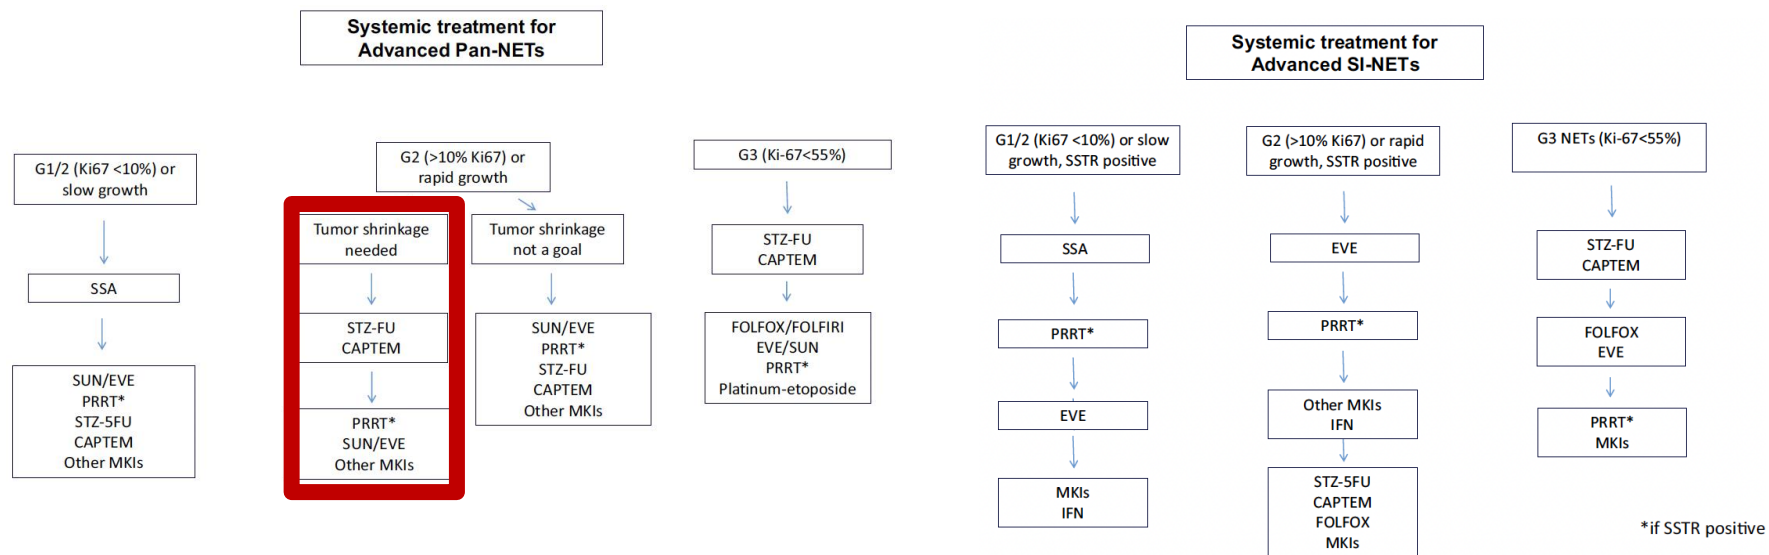 Systemic treatment for
Advanced Pan-NETs
G1/2 (Ki67 <10%) or
slow growth
SSA
SUN/EVE
PRRT*
STZ-5FU
CAPTEM
Other MKIs
G2 (>10% Ki67) or
rapid growth
Tumor shrinkage
needed
STZ-FU
CAPTEM
PRRT*
SUN/EVE
Other MKIs
Tumor shrinkage
not a goal
SUN/EVE
PRRT*
STZ-FU
CAPTEM
Other MKIs
G3 (Ki-67<55%)
STZ-FU
CAPTEM
FOLFOX/FOLFIRI
EVE/SUN
PRRT*
Platinum-etoposide
Systemic treatment for
Advanced SI-NETs
G1/2 (Ki67 <10%) or slow
growth, SSTR positive
SSA
PRRT*
EVE
MKIs
IFN
G2 (>10% Ki67) or rapid
growth, SSTR positive
EVE
PRRT*
Other MKIs
IFN
STZ-5FU
CAPTEM
FOLFOX
MKIs
G3 NETs (Ki-67<55%)
STZ-FU
CAPTEM
FOLFOX
EVE
PRRT*
MKIs
*if SSTR positive